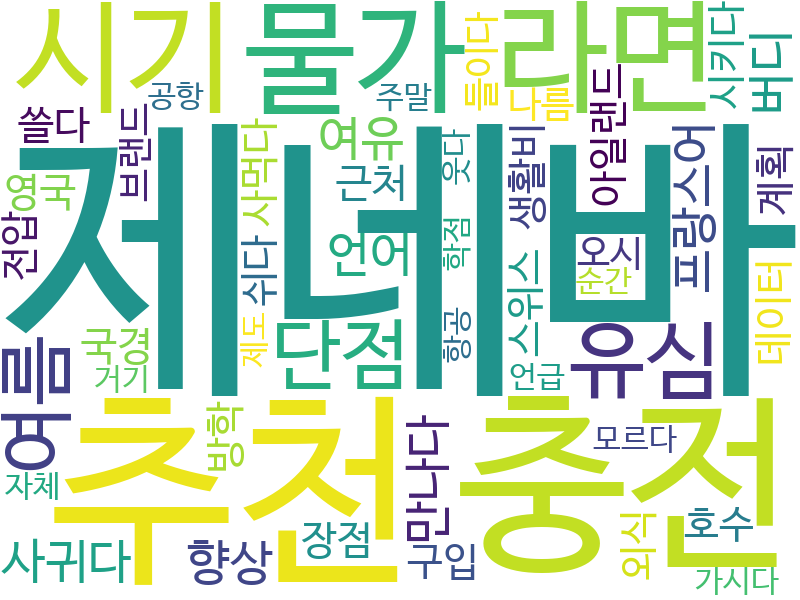 시기
물가
라면
공항
주말
들이다
나름
시키다
버디
쓸다
브랜드
사먹다
여유
근처
웃다
생활비
아일랜드
프랑스어
계획
제네바
영국
전압
쉬다
언어
학점
오시
순간
스위스
데이터
국경
거기
제도
단점
항공
언급
유심
여름
추천
충전
방학
만나다
모르다
자체
사귀다
향상
장점
구입
외식
호수
가시다